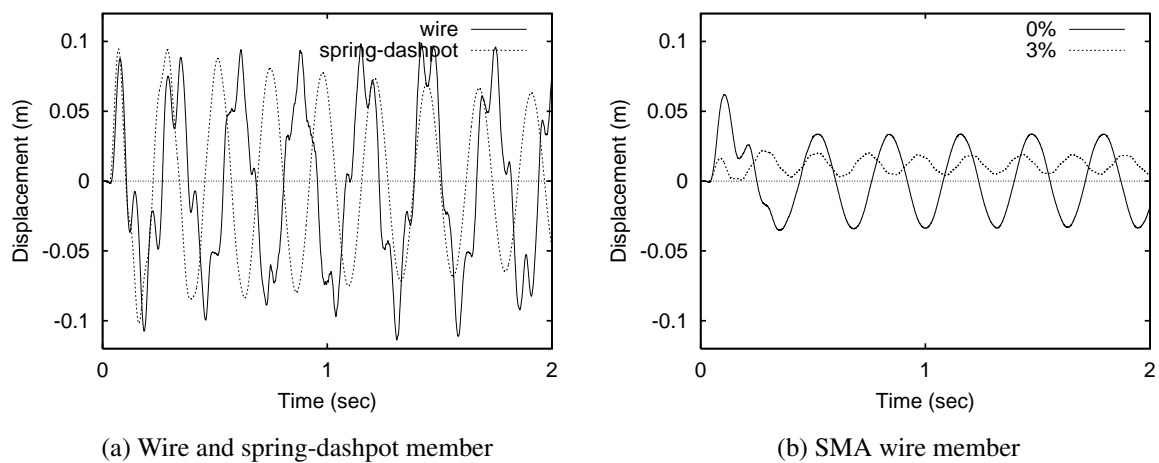 0.1
0.05
0
-0.05
-0.1
Displacement (m)
wire
spring-dashpot
0
1
2
Time (sec)
(a) Wire and spring-dashpot member
0.1
0.05
0
-0.05
-0.1
Displacement (m)
0%
3%
0
1
2
Time (sec)
(b) SMA wire member